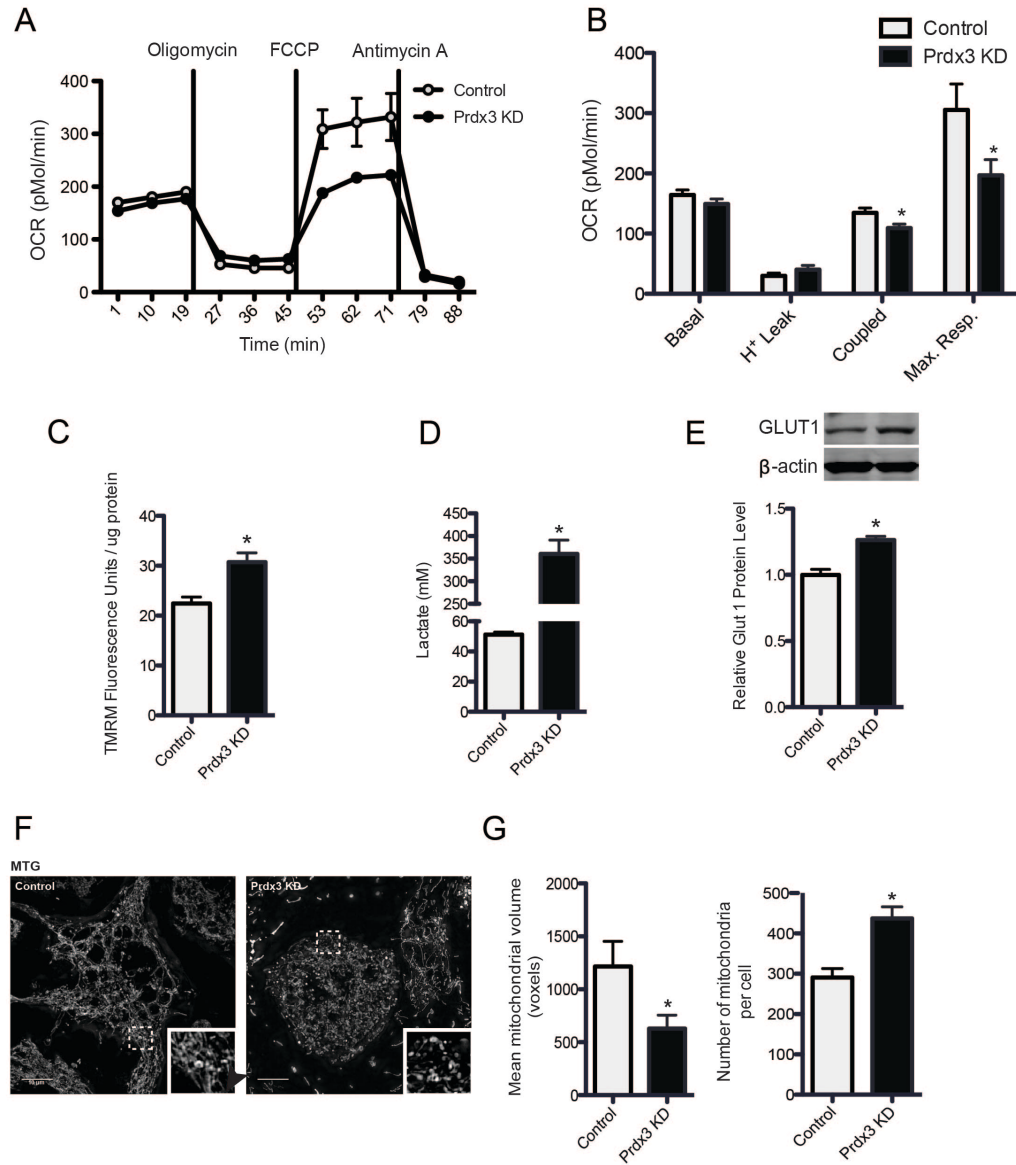 A
Oligomycin FCCP Antimycin A
Control
Prdx3 KD
OCR (pMol/min)
400
300
200
100
0
1 10 19 27 36 45 53 62 71 79 88
Time (min)
B
Control
Prdx3 KD
OCR (pMol/min)
400
300
200
100
0
* *
Basal H+ Leak Coupled Max. Resp.
C
TMRM Fluorescence Units / ug protein
40
30
20
10
0
*
Control Prdx3 KD
D
Lactate (mM)
450
400
350
300
250
60
40
20
0
*
Control Prdx3 KD
E
GLUT1
β-actin
Relative Glut 1 Protein Level
1.5
1.0
0.5
0.0
*
Control Prdx3 KD
F
MTG
Control
Prdx3 KD
10 µm
G
Mean mitochondrial volume
(voxels)
2000
1500
1000
500
0
*
Control Prdx3 KD
Number of mitochondria
per cell
500
400
300
200
100
0
*
Control Prdx3 KD